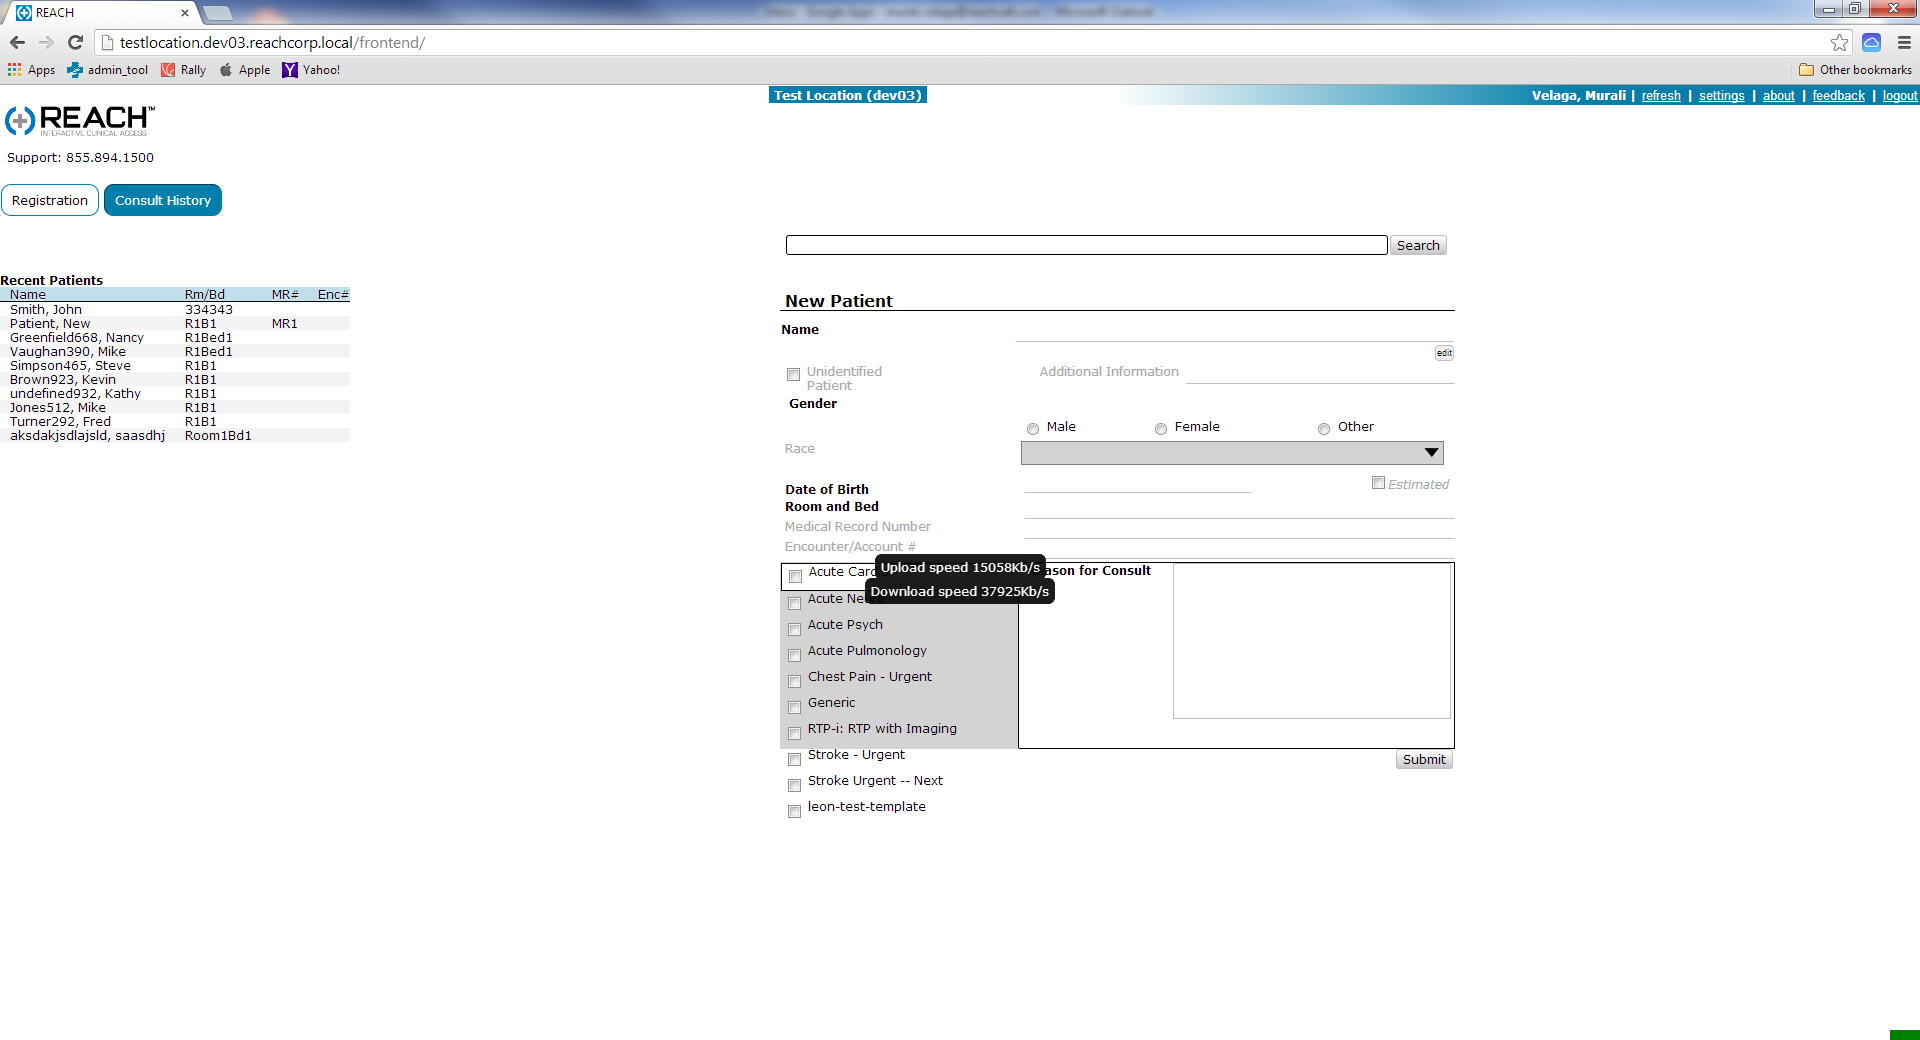 REACH
testlocation.dev03.reachcorp.local/frontend/
Apps admin_tool Rally Apple Yahoo! Other bookmarks
Test Location (dev03) Velaga, Murali | refresh | settings | about | feedback | logout
REACH™
INTERACTIVE CLINICAL ACCESS
Support: 855.894.1500
Registration Consult History
Search
Recent Patients
Name Rm/Bd MR# Enc#
Smith, John 334343
Patient, New R1B1 MR1
Greenfield668, Nancy R1Bed1
Vaughan390, Mike R1Bed1
Simpson465, Steve R1B1
Brown923, Kevin R1B1
undefined932, Kathy R1B1
Jones512, Mike R1B1
Turner292, Fred R1B1
aksdakjsdlajsld, saasdhj Room1Bd1
New Patient
Name
edit
Unidentified Patient Additional Information
Gender
Male Female Other
Race
Date of Birth Estimated
Room and Bed
Medical Record Number
Encounter/Account #
Upload speed 15058Kb/s
Download speed 37925Kb/s
Acute
for Consult
Acute
Acute Psych
Acute Pulmonology
Chest Pain - Urgent
Generic
RTP-i: RTP with Imaging
Stroke - Urgent
Submit
Stroke Urgent -- Next
leon-test-template